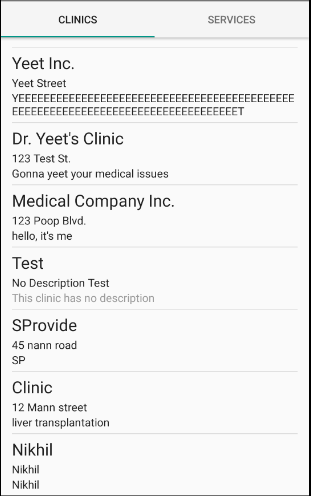 CLINICS SERVICES
Yeet Inc.
Yeet Street
YEEEEEEEEEEEEEEEEEEEEEEEEEEEEEEEEEEEEEEEEEEE
EEEEEEEEEEEEEEEEEEEEEEEEEEEEEEEEEEEET
Dr. Yeet's Clinic
123 Test St.
Gonna yeet your medical issues
Medical Company Inc.
123 Poop Blvd.
hello, it's me
Test
No Description Test
This clinic has no description
SProvide
45 nann road
SP
Clinic
12 Mann street
liver transplantation
Nikhil
Nikhil
Nikhil